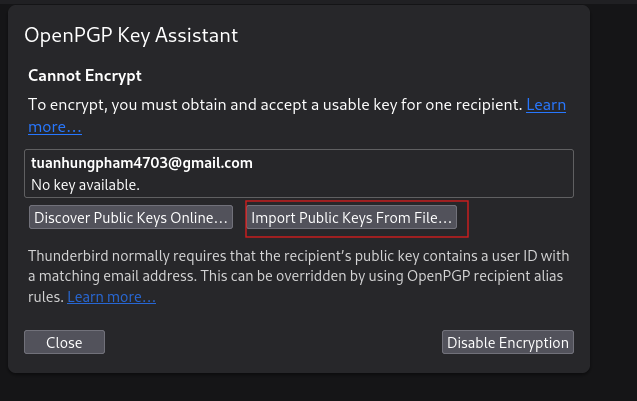 OpenPGP Key Assistant
Cannot Encrypt
To encrypt, you must obtain and accept a usable key for one recipient. Learn
more…
tuanhungpham4703@gmail.com
No key available.
Discover Public Keys Online… Import Public Keys From File…
Thunderbird normally requires that the recipient’s public key contains a user ID with
a matching email address. This can be overridden by using OpenPGP recipient alias
rules. Learn more…
Close Disable Encryption